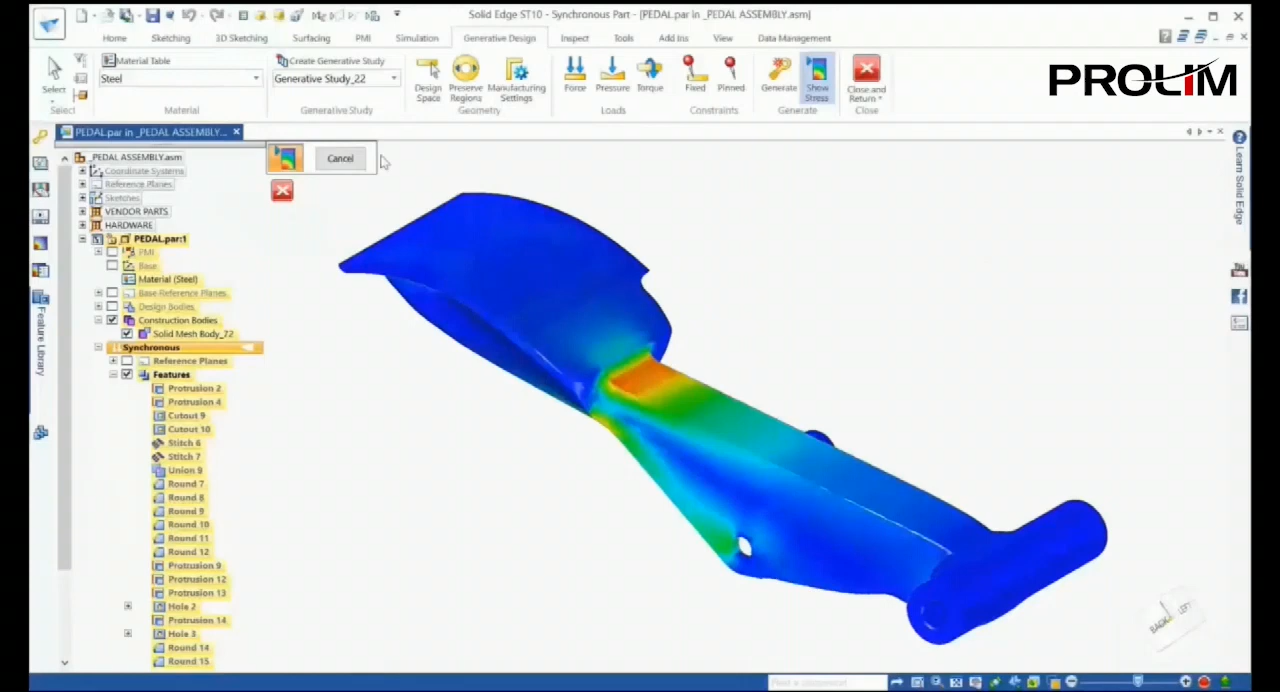 Solid Edge ST10 - Synchronous Part - [PEDAL.par in _PEDAL ASSEMBLY.asm]
Home Sketching 3D Sketching Surfacing PMI Simulation Generative Design Inspect Tools Add Ins View Data Management
PROLIM
Material Table
Create Generative Study
Steel
Generative Study_22
Select
Design Space
Preserve Regions
Manufacturing Settings
Force
Pressure
Torque
Fixed
Pinned
Generate
Show Stress
Close and Return
Select Material Generative Study Geometry Loads Constraints Generate Close
PEDAL.par in _PEDAL ASSEMBLY...
Cancel
_PEDAL ASSEMBLY.asm
Coordinate Systems
Reference Planes
Sketches
VENDOR PARTS
HARDWARE
PEDAL.par:1
PMI
Base
Material (Steel)
Base Reference Planes
Design Bodies
Construction Bodies
Solid Mesh Body_72
Synchronous
Reference Planes
Features
Protrusion 2
Protrusion 4
Cutout 9
Cutout 10
Stitch 6
Stitch 7
Union 9
Round 7
Round 8
Round 9
Round 10
Round 11
Round 12
Protrusion 9
Protrusion 12
Protrusion 13
Hole 2
Protrusion 14
Hole 3
Round 14
Round 15
Feature Library
Learn Solid Edge
You
BACK
LEFT
Find a command